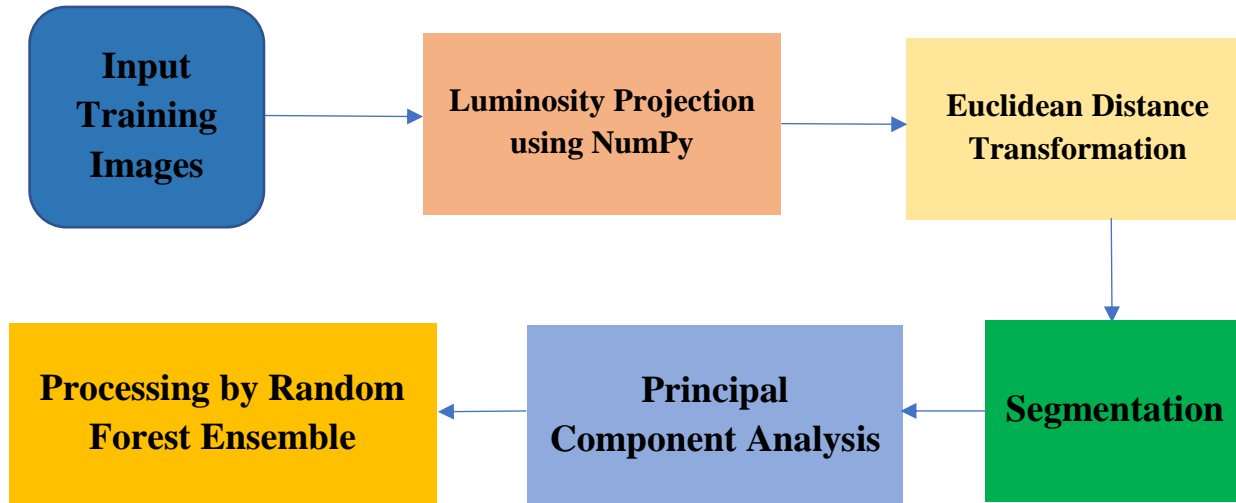 Input
Training
Images
Luminosity Projection
using NumPy
Euclidean Distance
Transformation
Segmentation
Principal
Component Analysis
Processing by Random
Forest Ensemble